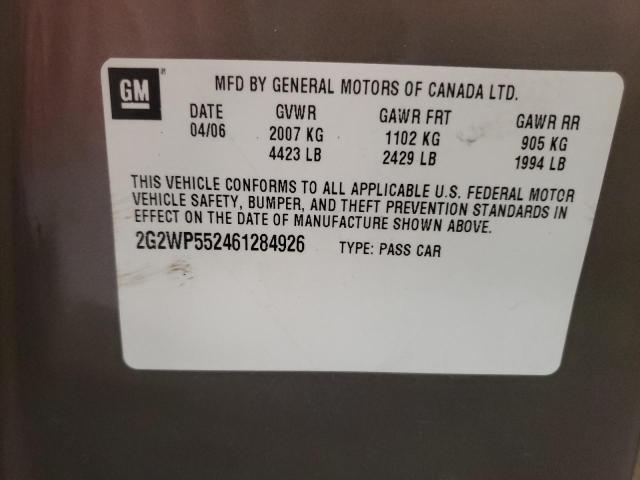 GM ®
MFD BY GENERAL MOTORS OF CANADA LTD.
DATE GVWR GAWR FRT GAWR RR
04/06 2007 KG 1102 KG 905 KG
4423 LB 2429 LB 1994 LB
THIS VEHICLE CONFORMS TO ALL APPLICABLE U.S. FEDERAL MOTOR
VEHICLE SAFETY, BUMPER, AND THEFT PREVENTION STANDARDS IN
EFFECT ON THE DATE OF MANUFACTURE SHOWN ABOVE.
2G2WP552461284926 TYPE: PASS CAR